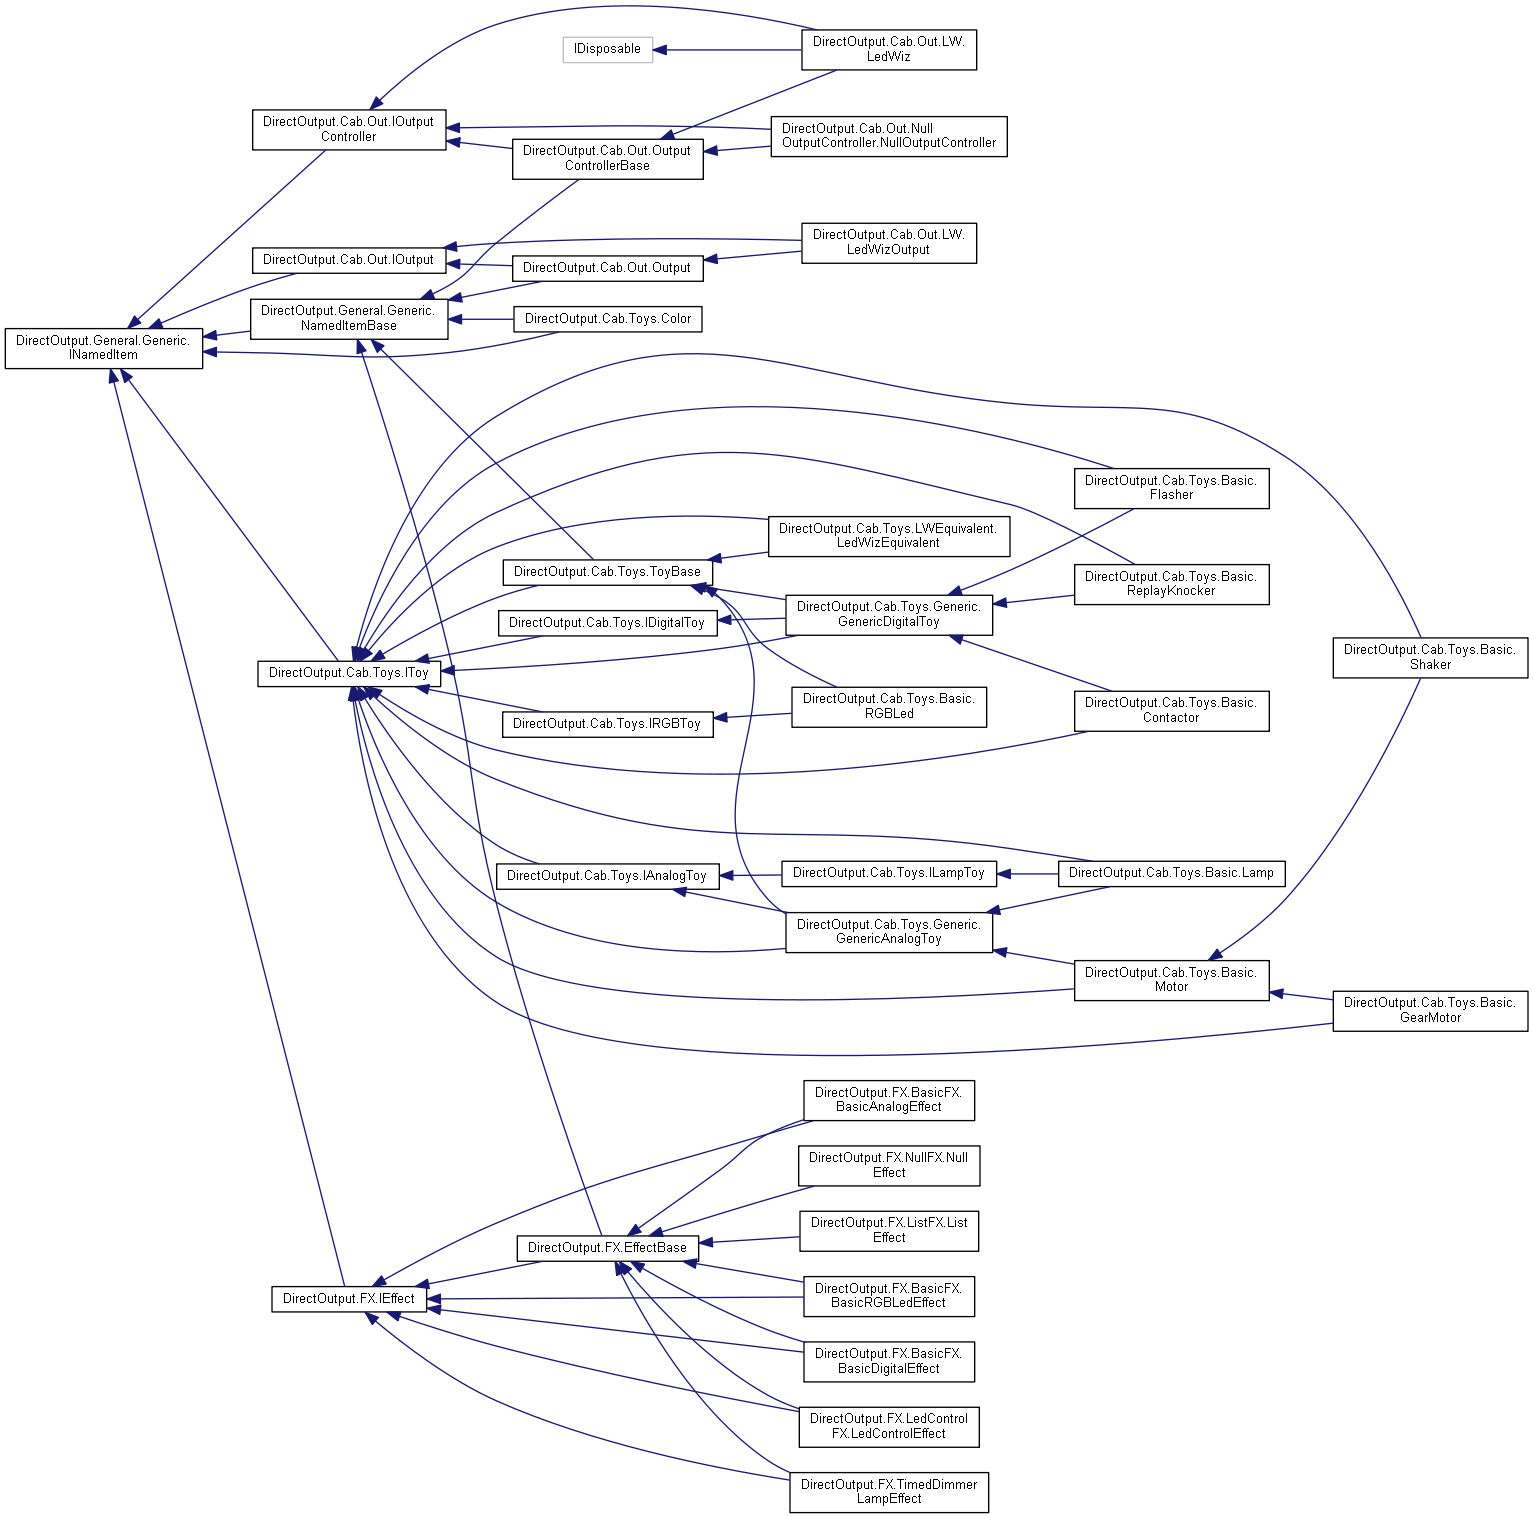 DirectOutput.Cab.Out.LW.
LedWiz
IDisposable
DirectOutput.Cab.Out.IOutput
Controller
DirectOutput.Cab.Out.Null
OutputController.NullOutputController
DirectOutput.Cab.Out.Output
ControllerBase
DirectOutput.Cab.Out.LW.
LedWizOutput
DirectOutput.Cab.Out.IOutput
DirectOutput.Cab.Out.Output
DirectOutput.General.Generic.
NamedItemBase
DirectOutput.Cab.Toys.Color
DirectOutput.General.Generic.
INamedItem
DirectOutput.Cab.Toys.Basic.
Flasher
DirectOutput.Cab.Toys.LWEquivalent.
LedWizEquivalent
DirectOutput.Cab.Toys.ToyBase
DirectOutput.Cab.Toys.Basic.
ReplayKnocker
DirectOutput.Cab.Toys.Generic.
GenericDigitalToy
DirectOutput.Cab.Toys.IDigitalToy
DirectOutput.Cab.Toys.Basic.
Shaker
DirectOutput.Cab.Toys.IToy
DirectOutput.Cab.Toys.Basic.
RGBLed
DirectOutput.Cab.Toys.Basic.
Contactor
DirectOutput.Cab.Toys.IRGBToy
DirectOutput.Cab.Toys.IAnalogToy
DirectOutput.Cab.Toys.ILampToy
DirectOutput.Cab.Toys.Basic.Lamp
DirectOutput.Cab.Toys.Generic.
GenericAnalogToy
DirectOutput.Cab.Toys.Basic.
Motor
DirectOutput.Cab.Toys.Basic.
GearMotor
DirectOutput.FX.BasicFX.
BasicAnalogEffect
DirectOutput.FX.NullFX.Null
Effect
DirectOutput.FX.ListFX.List
Effect
DirectOutput.FX.EffectBase
DirectOutput.FX.BasicFX.
BasicRGBLedEffect
DirectOutput.FX.IEffect
DirectOutput.FX.BasicFX.
BasicDigitalEffect
DirectOutput.FX.LedControl
FX.LedControlEffect
DirectOutput.FX.TimedDimmer
LampEffect